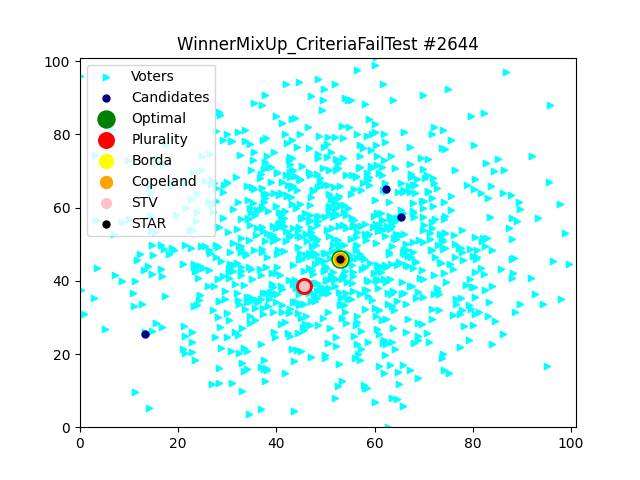 WinnerMixUp_CriteriaFailTest #2644
100
80
60
40
20
0
0
20
40
60
80
100
Voters
Candidates
Optimal
Plurality
Borda
Copeland
STV
STAR